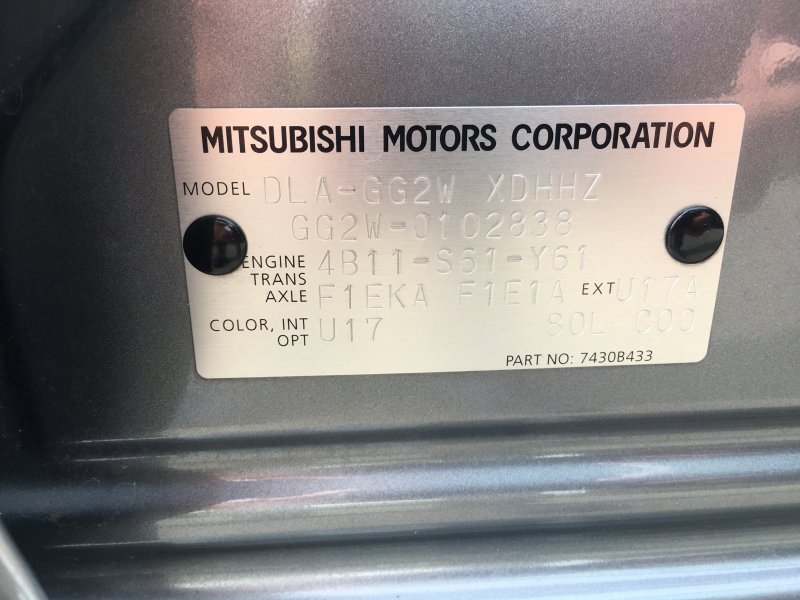 MITSUBISHI MOTORS CORPORATION
MODEL DLA-GG2W XDHHZ
GG2W-0102838
ENGINE 4B11-S61-Y61
TRANS AXLE F1EKA F1E1A EXT U17A
COLOR, INT OPT U17 80L C00
PART NO: 7430B433